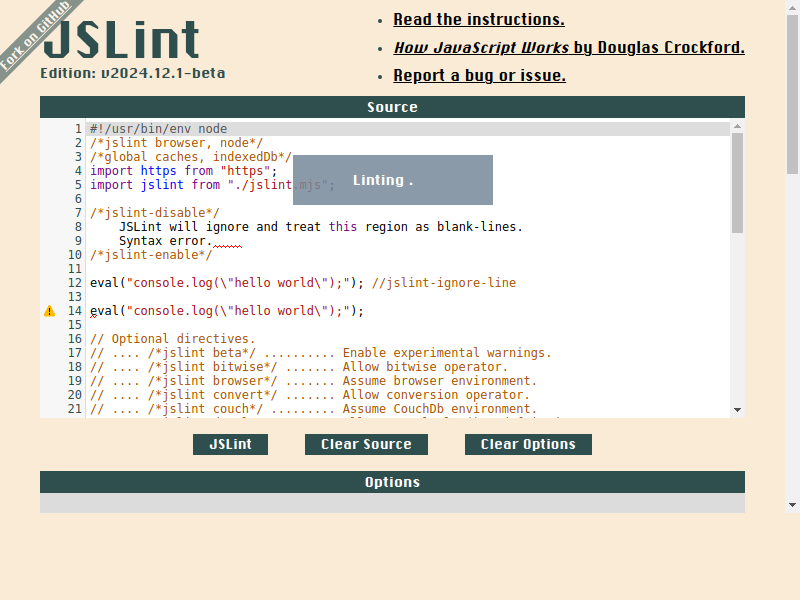 Fork on GitHub
JSLint
Edition: v2024.12.1-beta
Read the instructions.
How JavaScript Works by Douglas Crockford.
Report a bug or issue.
Source
1 #!/usr/bin/env node
2 /*jslint browser, node*/
3 /*global caches, indexedDb*/
4 import https from "https";
5 import jslint from "./jslint.mjs";
Linting .
6
7 /*jslint-disable*/
8 JSLint will ignore and treat this region as blank-lines.
9 Syntax error.
10 /*jslint-enable*/
11
12 eval("console.log(\"hello world\");"); //jslint-ignore-line
13
14 eval("console.log(\"hello world\");");
15
16 // Optional directives.
17 // .... /*jslint beta*/ .......... Enable experimental warnings.
18 // .... /*jslint bitwise*/ ....... Allow bitwise operator.
19 // .... /*jslint browser*/ ....... Assume browser environment.
20 // .... /*jslint convert*/ ....... Allow conversion operator.
21 // .... /*jslint couch*/ ......... Assume CouchDb environment.
JSLint
Clear Source
Clear Options
Options